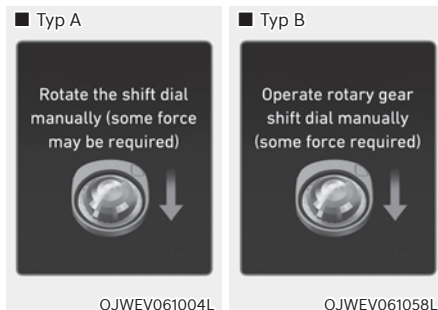 ■ Typ A
Rotate the shift dial
manually (some force
may be required)
OJWEV061004L
■ Typ B
Operate rotary gear
shift dial manually
(some force required)
OJWEV061058L